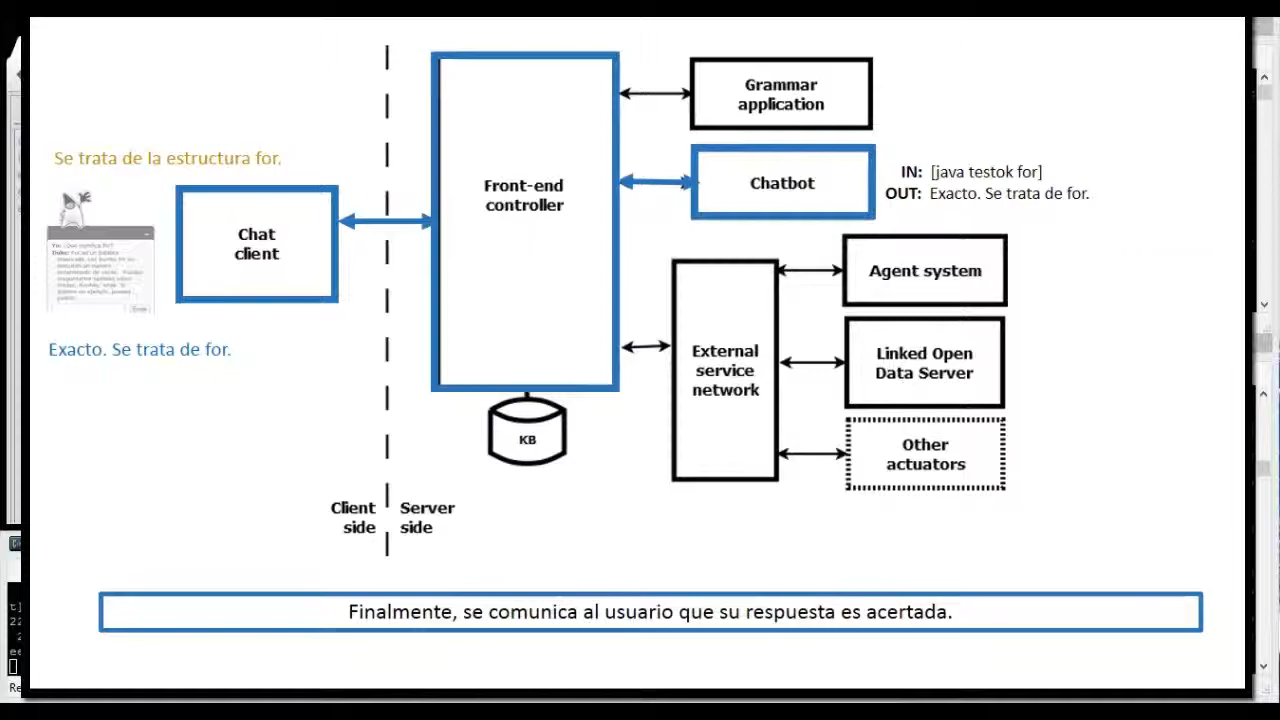 Grammar
application
Se trata de la estructura for.
Front-end
controller
Chatbot
IN: [java testok for]
OUT: Exacto. Se trata de for.
Chat
client
Agent system
Exacto. Se trata de for.
External
service
network
Linked Open
Data Server
KB
Other
actuators
Client
side
Server
side
Finalmente, se comunica al usuario que su respuesta es acertada.